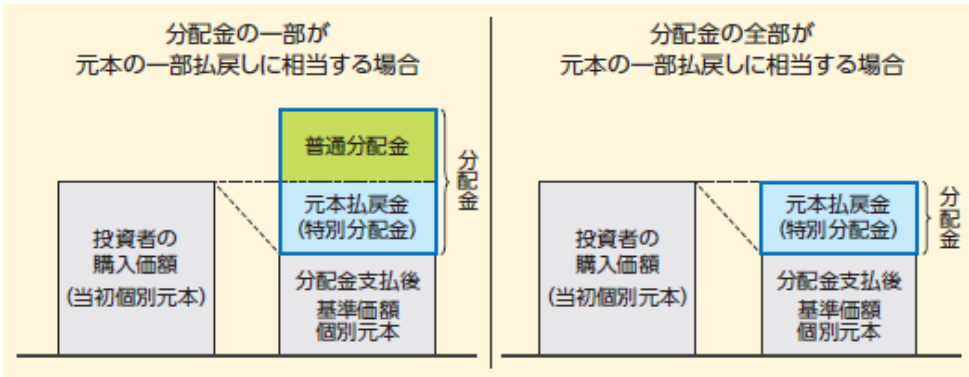 分配金の一部が
元本の一部払戻しに相当する場合
普通分配金
元本払戻金
(特別分配金)
分配金
投資者の
購入価額
(当初個別元本)
分配金支払後
基準価額
個別元本
分配金の全部が
元本の一部払戻しに相当する場合
元本払戻金
(特別分配金)
分配金
投資者の
購入価額
(当初個別元本)
分配金支払後
基準価額
個別元本